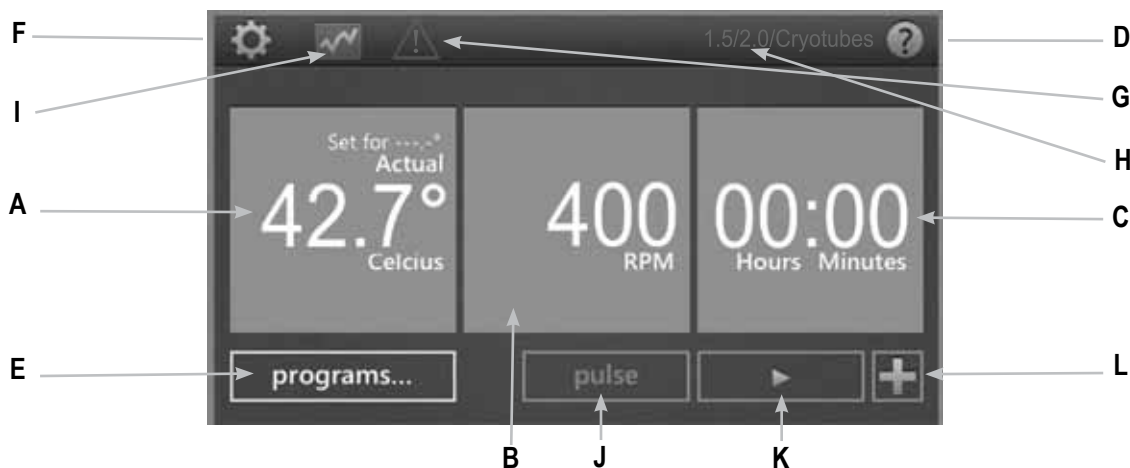 F
D
1.5/2.0/Cryotubes
?
I
G
H
Set for ---.-°
Actual
42.7°
Celcius
400
RPM
00:00
Hours Minutes
A
C
E
programs...
pulse
L
B
J
K